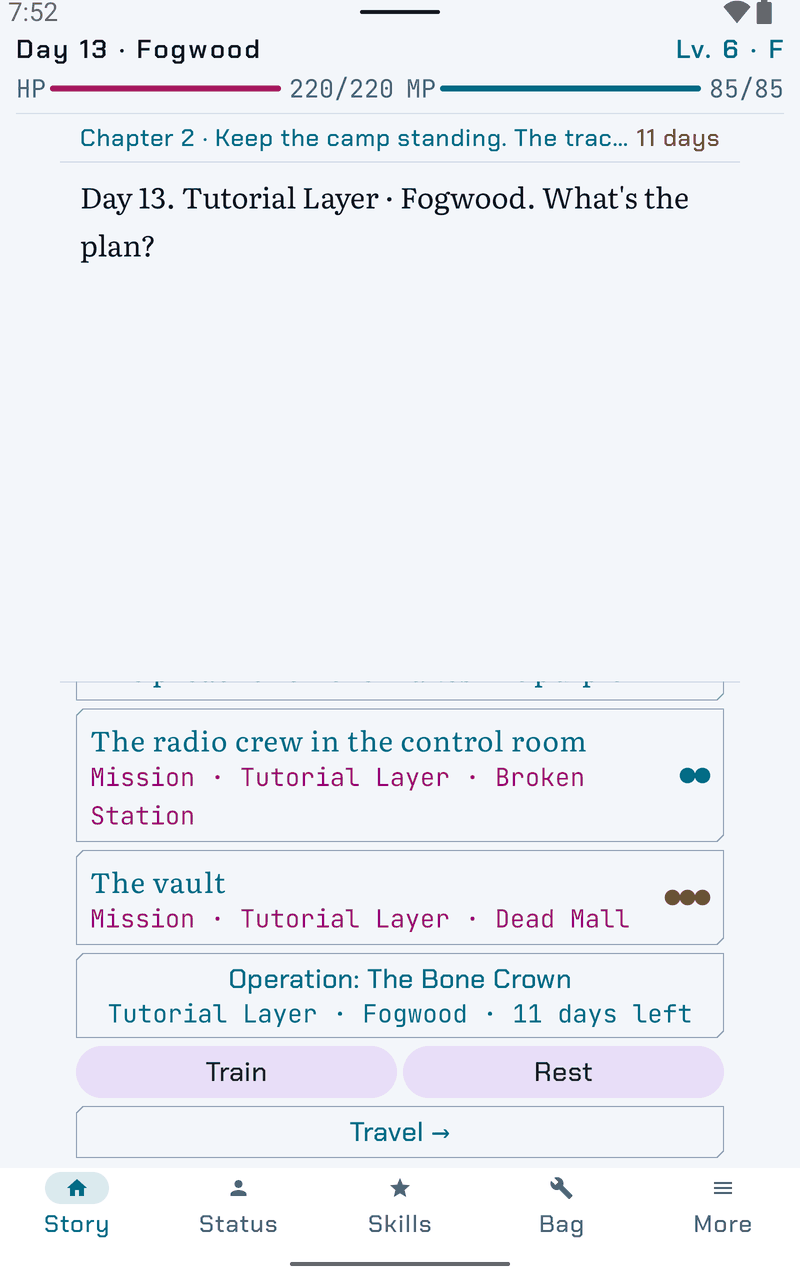 7:52
Day 13 · Fogwood
Lv. 6 · F
HP 220/220 MP 85/85
Chapter 2 · Keep the camp standing. The trac... 11 days
Day 13. Tutorial Layer · Fogwood. What's the
plan?
The radio crew in the control room
Mission · Tutorial Layer · Broken
Station
The vault
Mission · Tutorial Layer · Dead Mall
Operation: The Bone Crown
Tutorial Layer · Fogwood · 11 days left
Train
Rest
Travel →
Story
Status
Skills
Bag
More